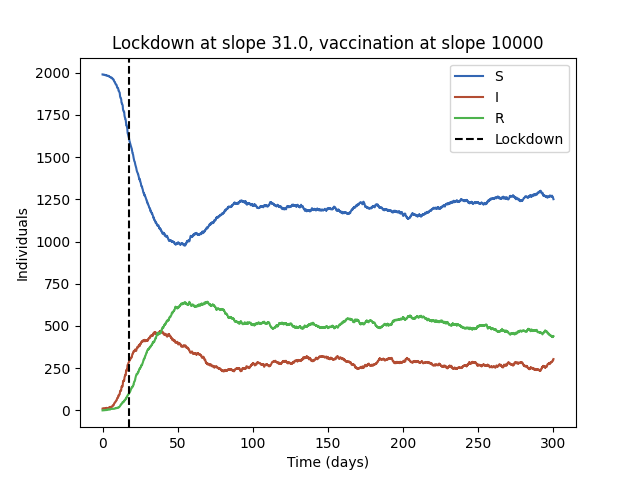 Lockdown at slope 31.0, vaccination at slope 10000
S
I
R
Lockdown
2000
1750
1500
1250
1000
750
500
250
0
Individuals
0 50 100 150 200 250 300
Time (days)